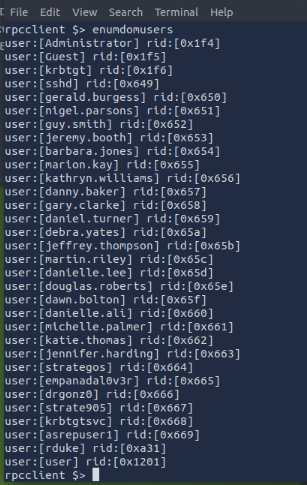 File Edit View Search Terminal Help
rpcclient $> enumdomusers
user:[Administrator] rid:[0x1f4]
user:[Guest] rid:[0x1f5]
user:[krbtgt] rid:[0x1f6]
user:[sshd] rid:[0x649]
user:[gerald.burgess] rid:[0x650]
user:[nigel.parsons] rid:[0x651]
user:[guy.smith] rid:[0x652]
user:[jeremy.booth] rid:[0x653]
user:[barbara.jones] rid:[0x654]
user:[marion.kay] rid:[0x655]
user:[kathryn.williams] rid:[0x656]
user:[danny.baker] rid:[0x657]
user:[gary.clarke] rid:[0x658]
user:[daniel.turner] rid:[0x659]
user:[debra.yates] rid:[0x65a]
user:[jeffrey.thompson] rid:[0x65b]
user:[martin.riley] rid:[0x65c]
user:[danielle.lee] rid:[0x65d]
user:[douglas.roberts] rid:[0x65e]
user:[dawn.bolton] rid:[0x65f]
user:[danielle.ali] rid:[0x660]
user:[michelle.palmer] rid:[0x661]
user:[katie.thomas] rid:[0x662]
user:[jennifer.harding] rid:[0x663]
user:[strategos] rid:[0x664]
user:[empanadal0v3r] rid:[0x665]
user:[drgonz0] rid:[0x666]
user:[strate905] rid:[0x667]
user:[krbtgtsvc] rid:[0x668]
user:[asrepuser1] rid:[0x669]
user:[rduke] rid:[0xa31]
user:[user] rid:[0x1201]
rpcclient $>